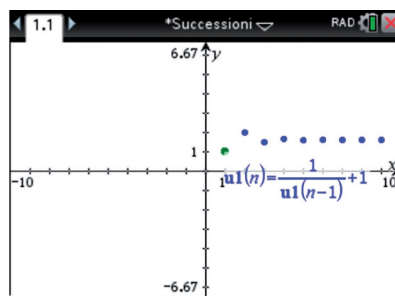 1.1 *Successioni RAD
6.67 y
1
-10 1 10 x
u1(n)=1/u1(n-1)+1
-6.67